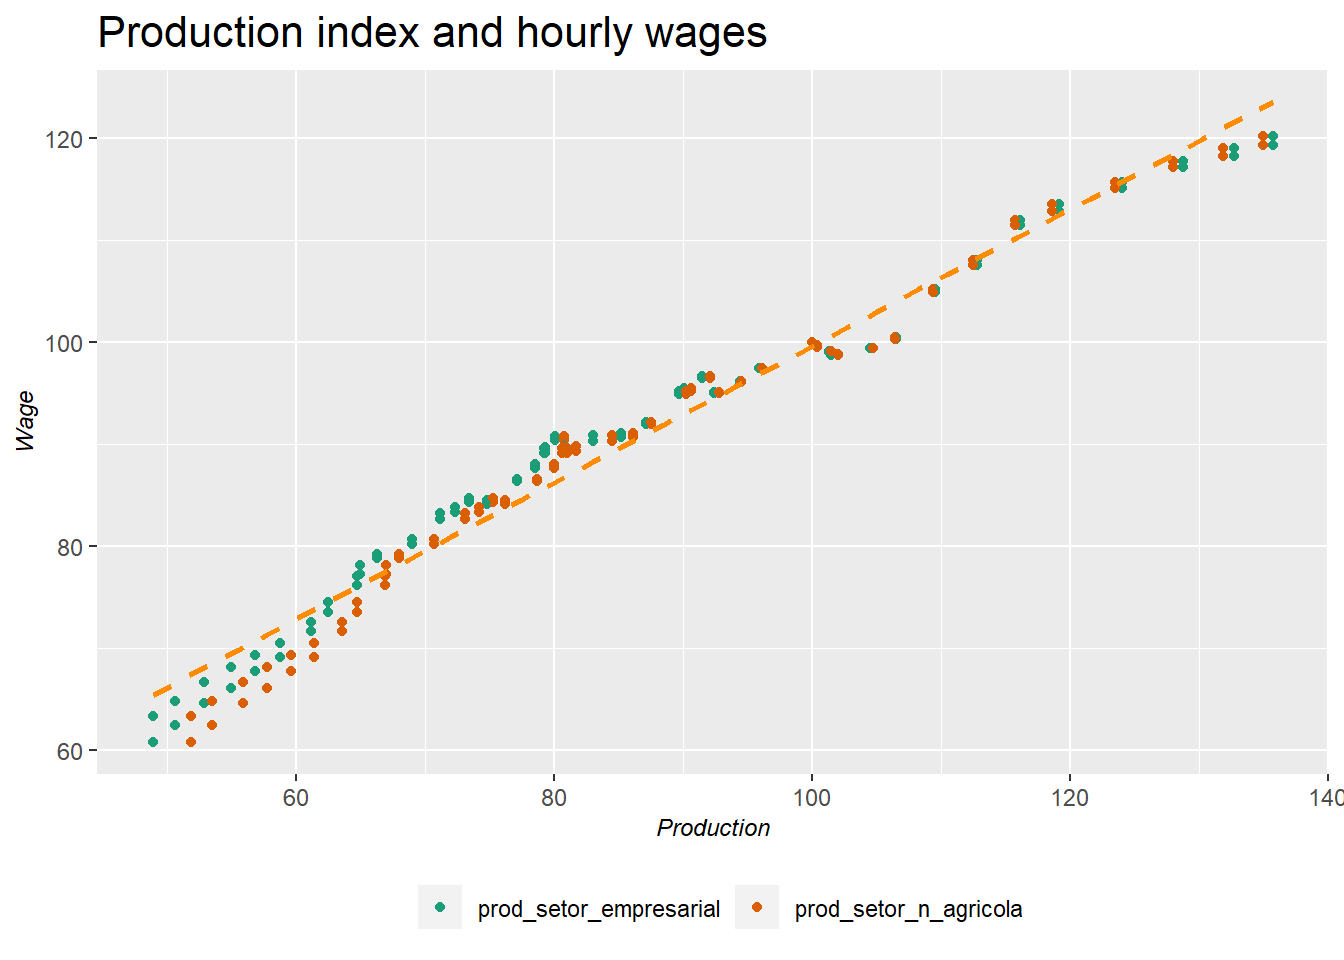 Production index and hourly wages
120
100
80
60
Wage
60 80 100 120 140
Production
prod_setor_empresarial prod_setor_n_agricola